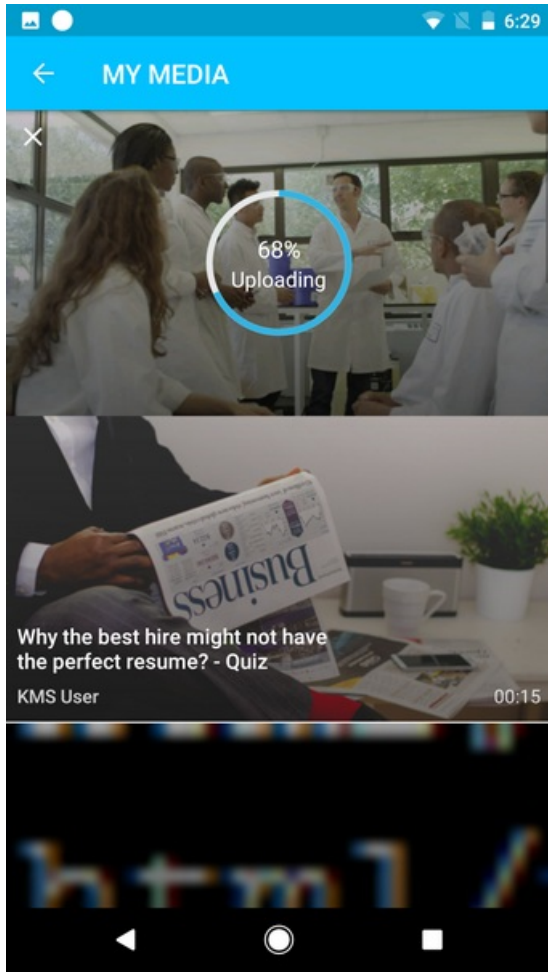 6:29
MY MEDIA
68%
Uploading
Business
Why the best hire might not have
the perfect resume? - Quiz
KMS User
00:15
html/